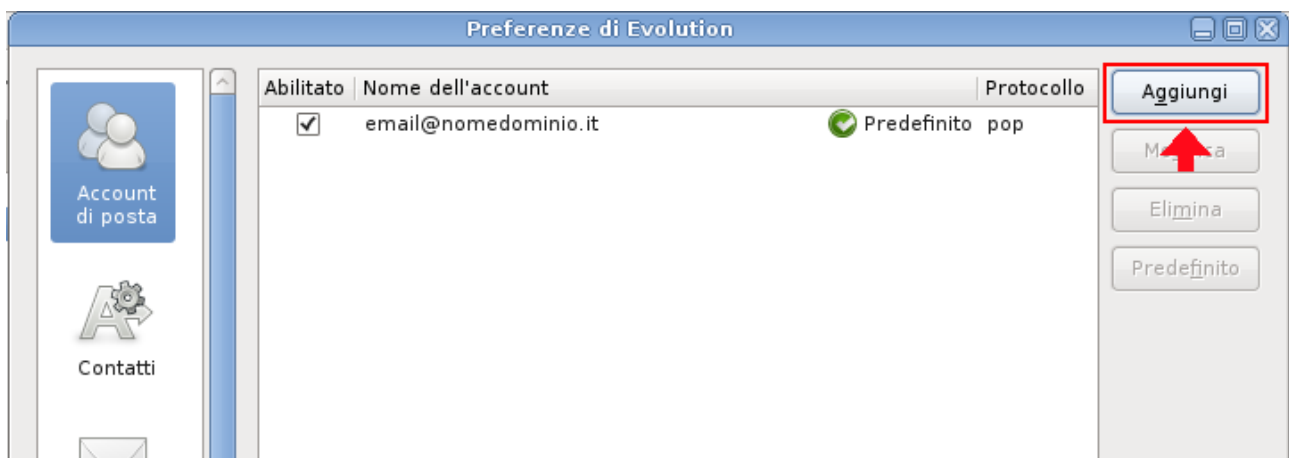 Preferenze di Evolution
Account
di posta
Contatti
Abilitato Nome dell'account Protocollo
email@nomedominio.it Predefinito pop
Aggiungi
Elimina
Predefinito